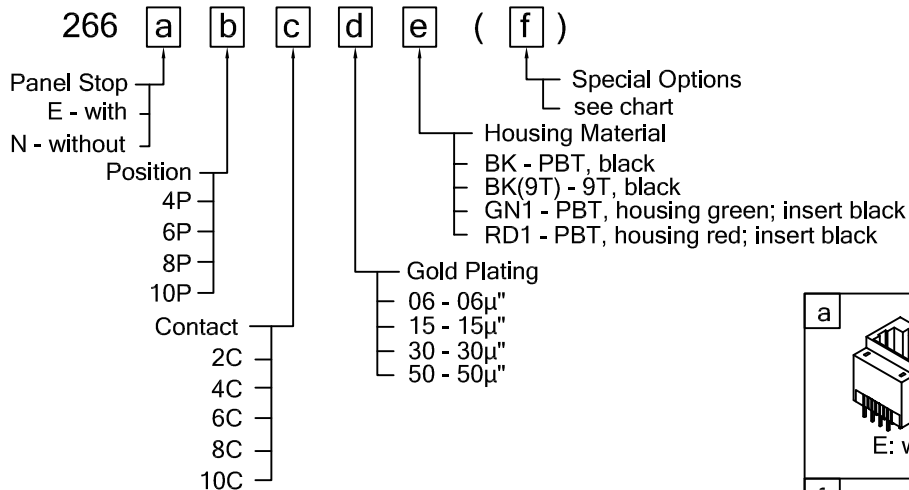 266 a b c d e ( f )
Panel Stop
E - with
N - without
Position
4P
6P
8P
10P
Contact
2C
4C
6C
8C
10C
Gold Plating
06 - 06µ"
15 - 15µ"
30 - 30µ"
50 - 50µ"
Housing Material
BK - PBT, black
BK(9T) - 9T, black
GN1 - PBT, housing green; insert black
RD1 - PBT, housing red; insert black
Special Options
see chart
a
E: